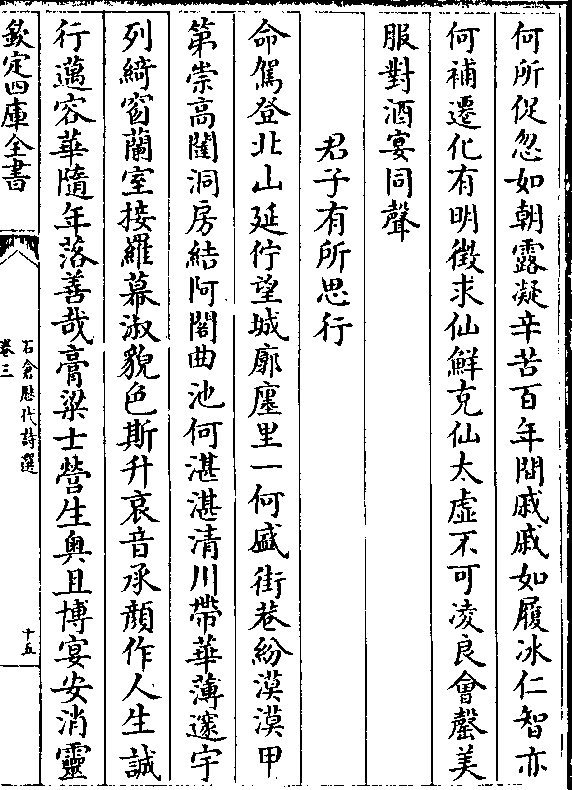 何所促忽如朝露凝辛苦百年間戚戚如履冰仁智亦
何補遷化有明徴求仙鮮克仙太虚不可凌良會罄美
服對酒宴同聲
君子有所思行
命駕登北山延佇望城廓廛里一何盛街巷紛漠漠甲
第崇高闥洞房結阿閣曲池何湛湛清川帶華薄邃宇
列綺窗蘭室接羅幕淑貌色斯升哀音承顔作人生誠
行邁容華隨年落善哉膏粱士營生奥且博宴安消靈
欽定四庫全書
石倉厯代詩選
卷三
十五